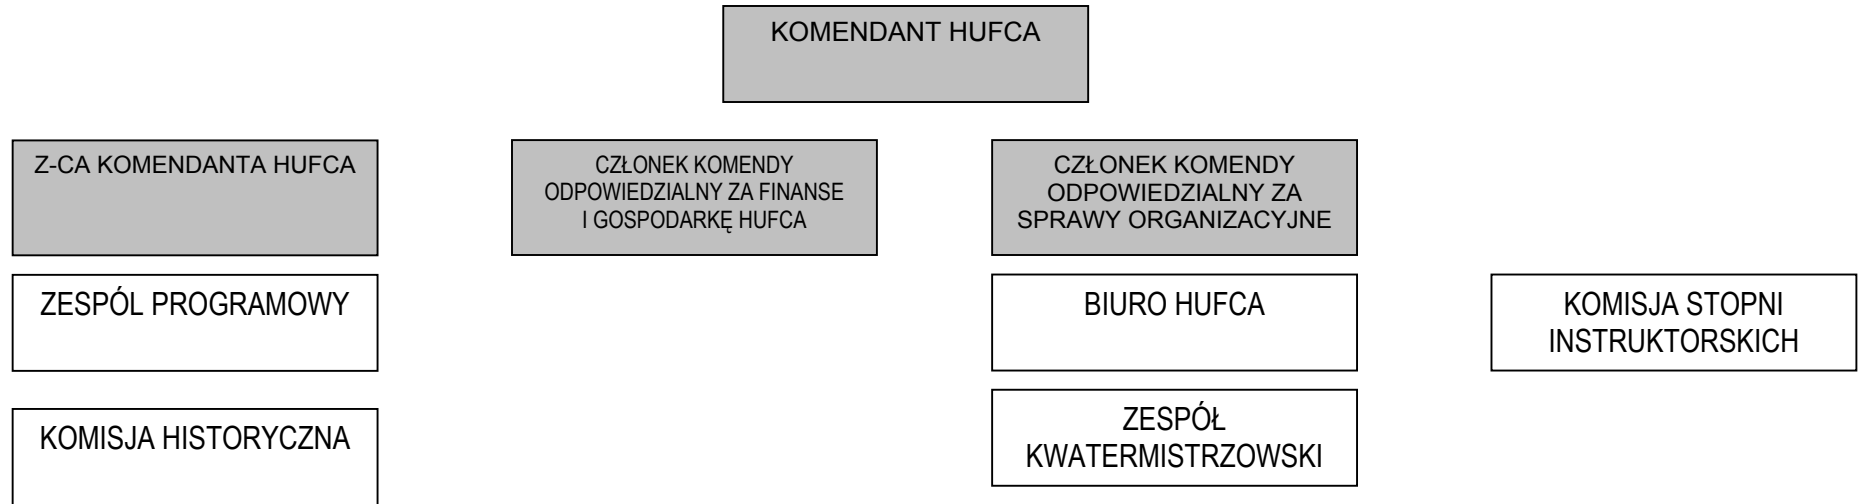 KOMENDANT HUFCA
Z-CA KOMENDANTA HUFCA
CZŁONEK KOMENDY
ODPOWIEDZIALNY ZA FINANSE
I GOSPODARKĘ HUFCA
CZŁONEK KOMENDY
ODPOWIEDZIALNY ZA
SPRAWY ORGANIZACYJNE
ZESPÓL PROGRAMOWY
BIURO HUFCA
KOMISJA STOPNI
INSTRUKTORSKICH
KOMISJA HISTORYCZNA
ZESPÓŁ
KWATERMISTRZOWSKI